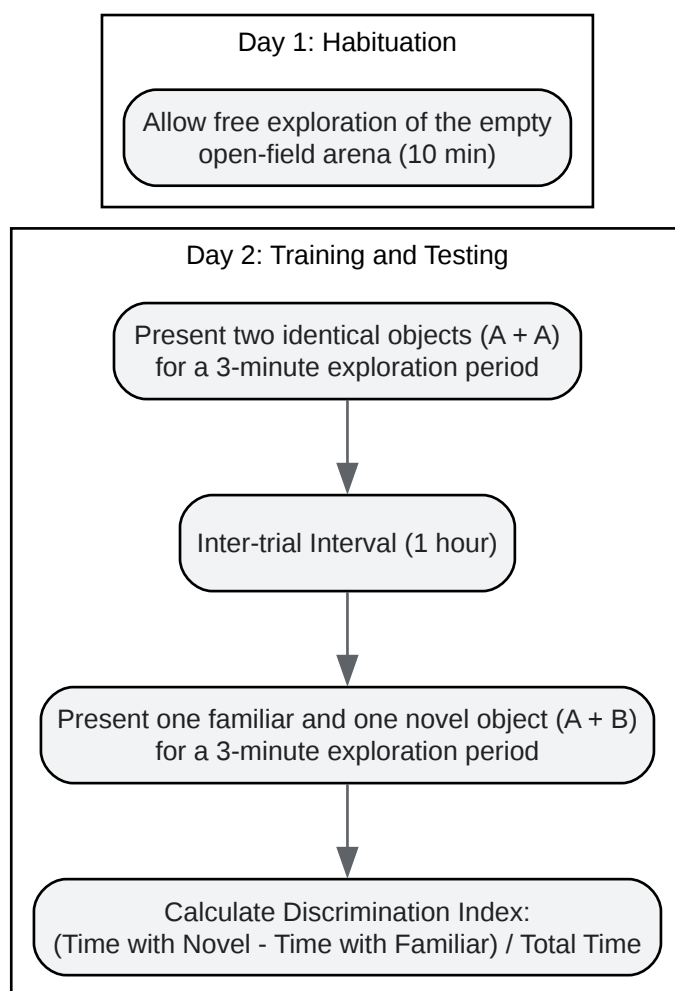 Day 1: Habituation
Allow free exploration of the empty
open-field arena (10 min)
Day 2: Training and Testing
Present two identical objects (A + A)
for a 3-minute exploration period
Inter-trial Interval (1 hour)
Present one familiar and one novel object (A + B)
for a 3-minute exploration period
Calculate Discrimination Index:
(Time with Novel - Time with Familiar) / Total Time